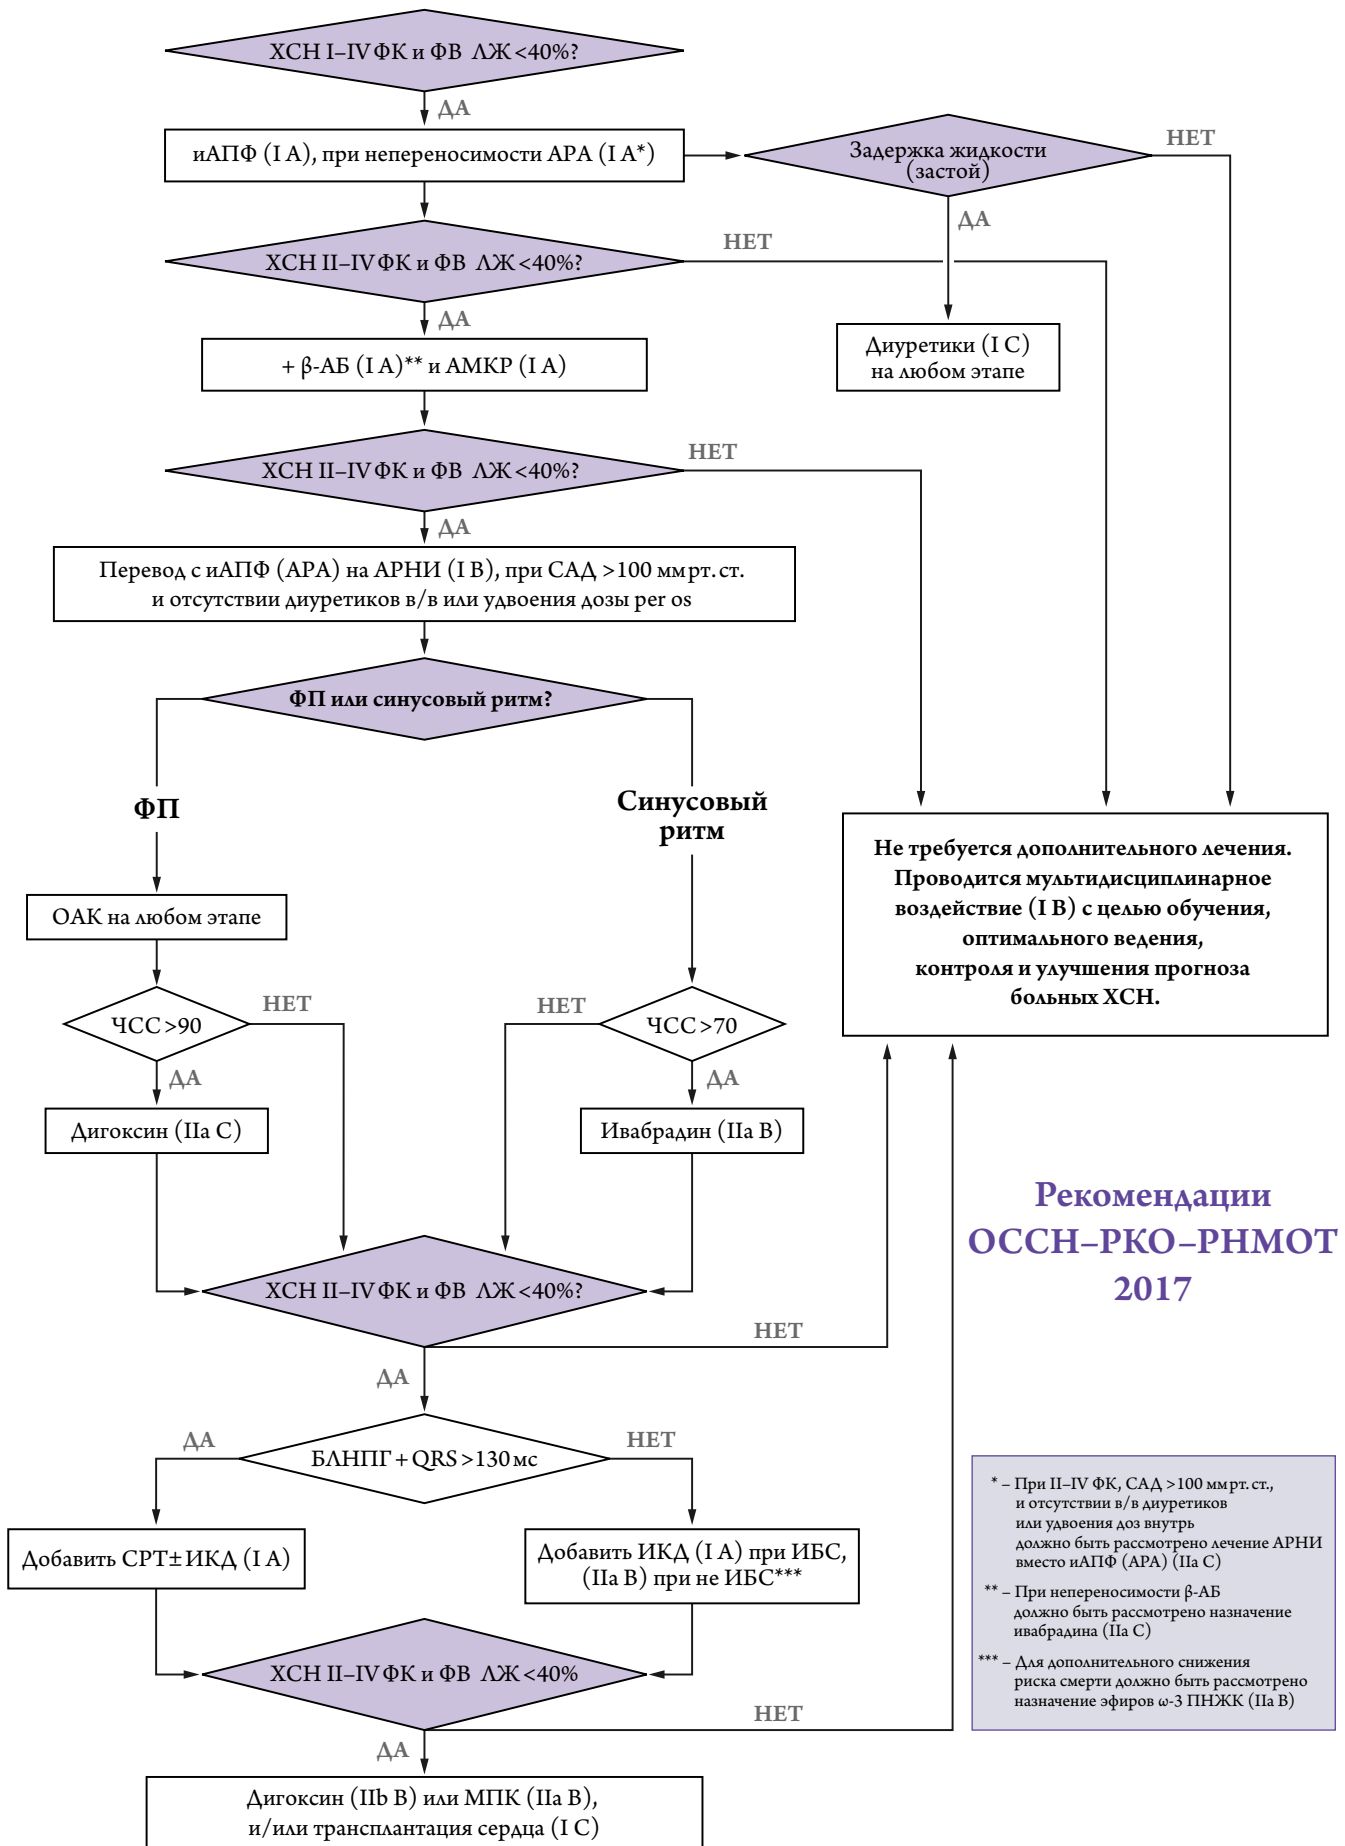 ХСН I–IV ФК и ФВ ЛЖ <40%?
ДА
иАПФ (I A), при непереносимости АРА (I A*)
Задержка жидкости
(застой)
НЕТ
ДА
ХСН II–IV ФК и ФВ ЛЖ <40%?
НЕТ
ДА
Диуретики (I C)
на любом этапе
+ β-АБ (I A)** и АМКР (I A)
ХСН II–IV ФК и ФВ ЛЖ <40%?
НЕТ
ДА
Перевод с иАПФ (АРА) на АРНИ (I B), при САД >100 мм рт. ст.
и отсутствии диуретиков в/в или удвоения дозы per os
ФП или синусовый ритм?
ФП
Синусовый
ритм
Не требуется дополнительного лечения.
Проводится мультидисциплинарное
воздействие (I B) с целью обучения,
оптимального ведения,
контроля и улучшения прогноза
больных ХСН.
ОАК на любом этапе
ЧСС >90
НЕТ
ДА
НЕТ
ЧСС >70
ДА
Дигоксин (IIa C)
Ивабрадин (IIa B)
Рекомендации
ОССН–РКО–РНМОТ
2017
ХСН II–IV ФК и ФВ ЛЖ <40%?
НЕТ
ДА
ДА
БЛНПГ + QRS >130 мс
НЕТ
Добавить СРТ± ИКД (I A)
Добавить ИКД (I A) при ИБС,
(IIa B) при не ИБС***
ХСН II–IV ФК и ФВ ЛЖ <40%
НЕТ
ДА
Дигоксин (IIb B) или МПК (IIa B),
и/или трансплантация сердца (I C)
* – При II–IV ФК, САД >100 мм рт. ст.,
и отсутствии в/в диуретиков
или удвоения доз внутрь
должно быть рассмотрено лечение АРНИ
вместо иАПФ (АРА) (IIa C)
** – При непереносимости β-АБ
должно быть рассмотрено назначение
ивабрадина (IIa C)
*** – Для дополнительного снижения
риска смерти должно быть рассмотрено
назначение эфиров ω-3 ПНЖК (IIa B)